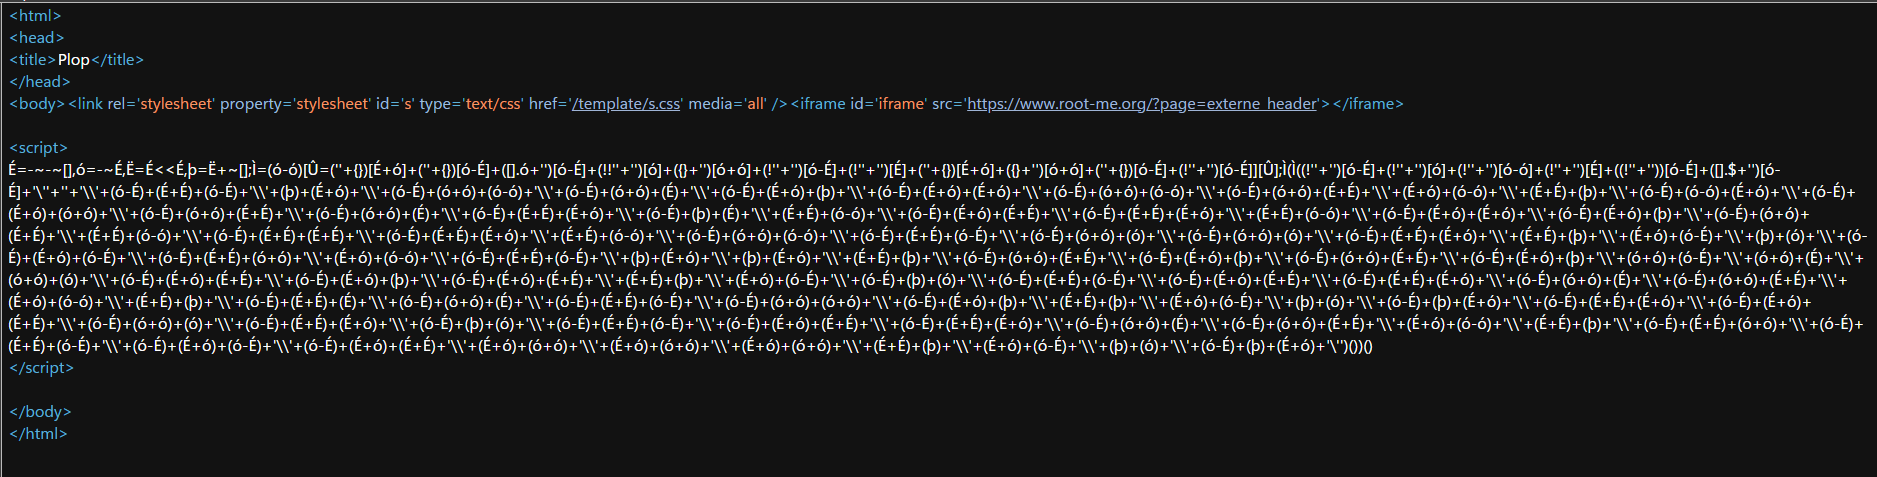 <html>
<head>
<title>Plop</title>
</head>
<body><link rel='stylesheet' property='stylesheet' id='s' type='text/css' href='/template/s.css' media='all' /><iframe id='iframe' src='https://www.root-me.org/?page=externe_header'></iframe>
<script>
É=-~-~[],ó=-~É,Ë=É<<É,þ=Ë+~[];Ì=(ó-ó)[Û=(''+{})[É+ó]+(''+{})[ó-É]+([].ó+'')[ó-É]+(!!''+'')[ó]+({}+'')[ó+ó]+(!''+'')[ó-É]+(!''+'')[É]+(''+{})[É+ó]+({}+'')[ó+ó]+(''+{})[ó-É]+(!''+'')[ó-É]][Û];Ì(Ì((!''+'')[ó-É]+(!''+'')[ó]+(!''+'')[ó-ó]+(!''+'')[É]+((!''+''))[ó-É]+([].$+'')[ó-
É]+'\''+''+'\\'+(ó-É)+(É+É)+(ó-É)+'\\'+(þ)+(É+ó)+'\\'+(ó-É)+(ó+ó)+(ó-ó)+'\\'+(ó-É)+(ó+ó)+(É)+'\\'+(ó-É)+(É+ó)+(þ)+'\\'+(ó-É)+(É+ó)+(É+ó)+'\\'+(ó-É)+(ó+ó)+(ó-ó)+'\\'+(ó-É)+(ó+ó)+(É+É)+'\\'+(É+ó)+(ó-ó)+'\\'+(É+É)+(þ)+'\\'+(ó-É)+(É+ó)+(É+ó)+'\\'+(ó-É)+
(É+ó)+(ó+ó)+'\\'+(ó-É)+(ó+ó)+(É+É)+'\\'+(ó-É)+(ó+ó)+(É)+'\\'+(ó-É)+(É+É)+(É+ó)+'\\'+(ó-É)+(þ)+(É)+'\\'+(É+É)+(ó-ó)+'\\'+(ó-É)+(É+ó)+(É+É)+'\\'+(ó-É)+(É+É)+(É+ó)+'\\'+(É+É)+(ó-ó)+'\\'+(ó-É)+(É+ó)+(É+ó)+'\\'+(ó-É)+(É+ó)+(þ)+'\\'+(ó-É)+(ó+ó)+
(É+É)+'\\'+(É+É)+(ó-ó)+'\\'+(ó-É)+(É+É)+(É+É)+'\\'+(ó-É)+(É+É)+(É+ó)+'\\'+(É+É)+(ó-ó)+'\\'+(ó-É)+(ó+ó)+(ó-ó)+'\\'+(ó-É)+(É+É)+(ó-É)+'\\'+(ó-É)+(ó+ó)+(ó)+'\\'+(ó-É)+(ó+ó)+(ó)+'\\'+(ó-É)+(É+É)+(É+ó)+'\\'+(É+É)+(þ)+'\\'+(É+ó)+(ó-É)+'\\'+(þ)+(ó)+'\\'+(ó-
É)+(É+ó)+(ó-É)+'\\'+(ó-É)+(É+É)+(ó+ó)+'\\'+(É+ó)+(ó-ó)+'\\'+(ó-É)+(É+É)+(ó-É)+'\\'+(þ)+(É+ó)+'\\'+(þ)+(É+ó)+'\\'+(É+É)+(þ)+'\\'+(ó-É)+(ó+ó)+(É+É)+'\\'+(ó-É)+(É+ó)+(þ)+'\\'+(ó-É)+(ó+ó)+(É+É)+'\\'+(ó-É)+(É+ó)+(þ)+'\\'+(É+ó)+(ó-É)+'\\'+(ó+ó)+(É)+'\\'+
(ó+ó)+(ó)+'\\'+(ó-É)+(É+ó)+(É+É)+'\\'+(ó-É)+(É+ó)+(þ)+'\\'+(ó-É)+(É+ó)+(É+É)+'\\'+(É+É)+(þ)+'\\'+(É+ó)+(ó-É)+'\\'+(ó-É)+(þ)+(ó)+'\\'+(ó-É)+(É+É)+(ó-É)+'\\'+(ó-É)+(É+ó)+(É+É)+'\\'+(ó-É)+(É+É)+(É+ó)+'\\'+(ó-É)+(ó+ó)+(É)+'\\'+(ó-É)+(ó+ó)+(É+É)+'\\'+
(É+ó)+(ó-ó)+'\\'+(É+É)+(þ)+'\\'+(ó-É)+(É+É)+(É)+'\\'+(ó-É)+(ó+ó)+(É)+'\\'+(ó-É)+(É+É)+(ó-É)+'\\'+(ó-É)+(ó+ó)+(ó+ó)+'\\'+(ó-É)+(É+ó)+(þ)+'\\'+(É+É)+(þ)+'\\'+(É+ó)+(ó-É)+'\\'+(þ)+(ó)+'\\'+(ó-É)+(þ)+(É+ó)+'\\'+(ó-É)+(É+É)+(É+ó)+'\\'+(ó-É)+(É+ó)+
(É+É)+'\\'+(ó-É)+(ó+ó)+(ó)+'\\'+(ó-É)+(É+É)+(É+ó)+'\\'+(ó-É)+(þ)+(ó)+'\\'+(ó-É)+(É+É)+(ó-É)+'\\'+(ó-É)+(É+ó)+(É+É)+'\\'+(ó-É)+(É+É)+(É+ó)+'\\'+(ó-É)+(ó+ó)+(É)+'\\'+(ó-É)+(ó+ó)+(É+É)+'\\'+(É+ó)+(ó-ó)+'\\'+(É+É)+(þ)+'\\'+(ó-É)+(É+É)+(ó+ó)+'\\'+(ó-É)+
(É+É)+(ó-É)+'\\'+(ó-É)+(É+ó)+(ó-É)+'\\'+(ó-É)+(É+ó)+(É+É)+'\\'+(É+ó)+(ó+ó)+'\\'+(É+ó)+(ó+ó)+'\\'+(É+ó)+(ó+ó)+'\\'+(É+É)+(þ)+'\\'+(É+ó)+(ó-É)+'\\'+(þ)+(ó)+'\\'+(ó-É)+(þ)+(É+ó)+'\'')())()
</script>
</body>
</html>